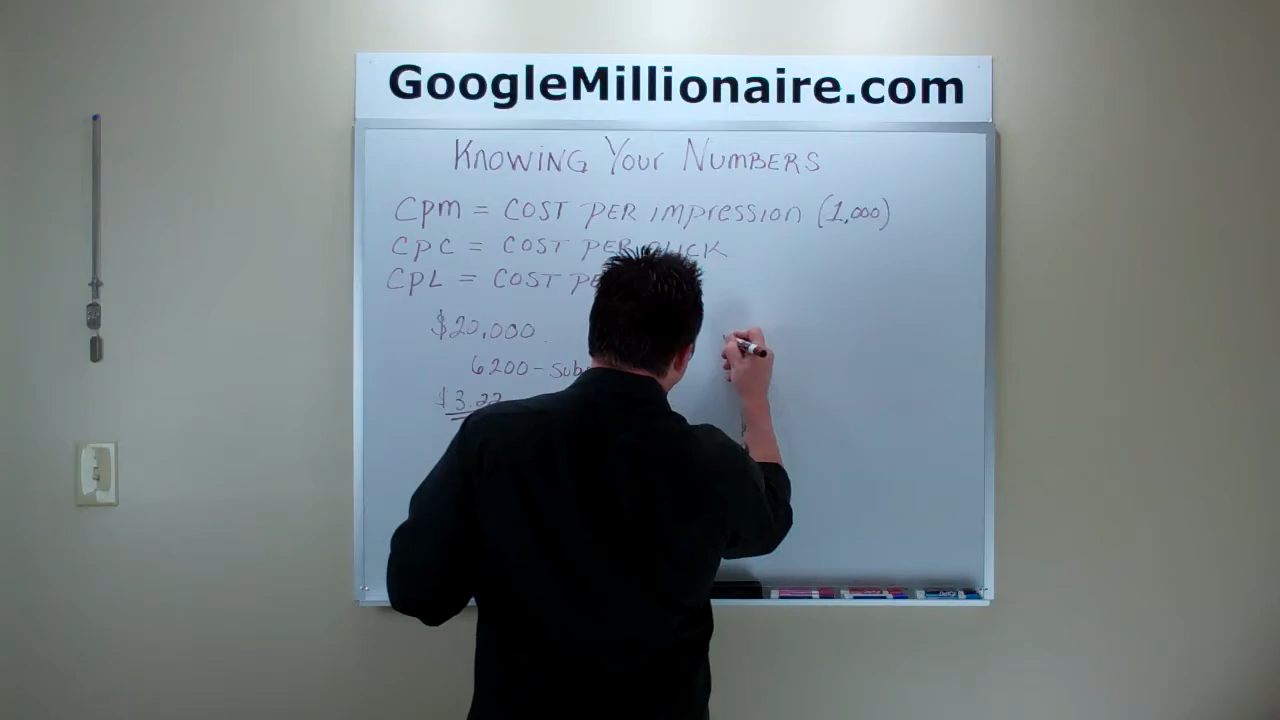 GoogleMillionaire.com
KNOWING YOUR NUMBERS
CPM = COST PER IMPRESSION (1,000)
CPC = COST PER CLICK
CPL = COST PE
$20,000
6200 - sub
$3.22